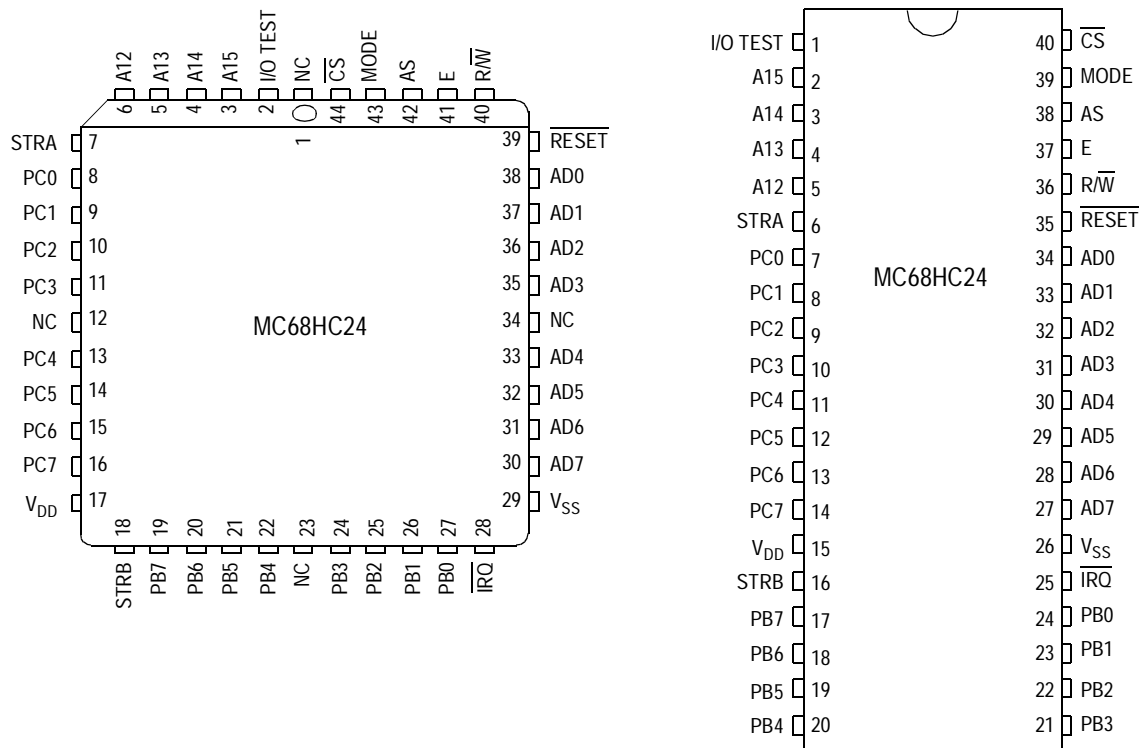 A12 A13 A14 A15 I/O TEST NC C̅S̅ MODE AS E R/W̅
6 5 4 3 2 1 44 43 42 41 40
STRA 7 39 R̅E̅S̅E̅T̅
PC0 8 38 AD0
PC1 9 37 AD1
PC2 10 36 AD2
PC3 11 35 AD3
NC 12 34 NC
MC68HC24
PC4 13 33 AD4
PC5 14 32 AD5
PC6 15 31 AD6
PC7 16 30 AD7
VDD 17 29 VSS
18 19 20 21 22 23 24 25 26 27 28
STRB PB7 PB6 PB5 PB4 NC PB3 PB2 PB1 PB0 I̅R̅Q̅
I/O TEST 1 40 C̅S̅
A15 2 39 MODE
A14 3 38 AS
A13 4 37 E
A12 5 36 R/W̅
STRA 6 35 R̅E̅S̅E̅T̅
PC0 7 34 AD0
MC68HC24
PC1 8 33 AD1
PC2 9 32 AD2
PC3 10 31 AD3
PC4 11 30 AD4
PC5 12 29 AD5
PC6 13 28 AD6
PC7 14 27 AD7
VDD 15 26 VSS
STRB 16 25 I̅R̅Q̅
PB7 17 24 PB0
PB6 18 23 PB1
PB5 19 22 PB2
PB4 20 21 PB3